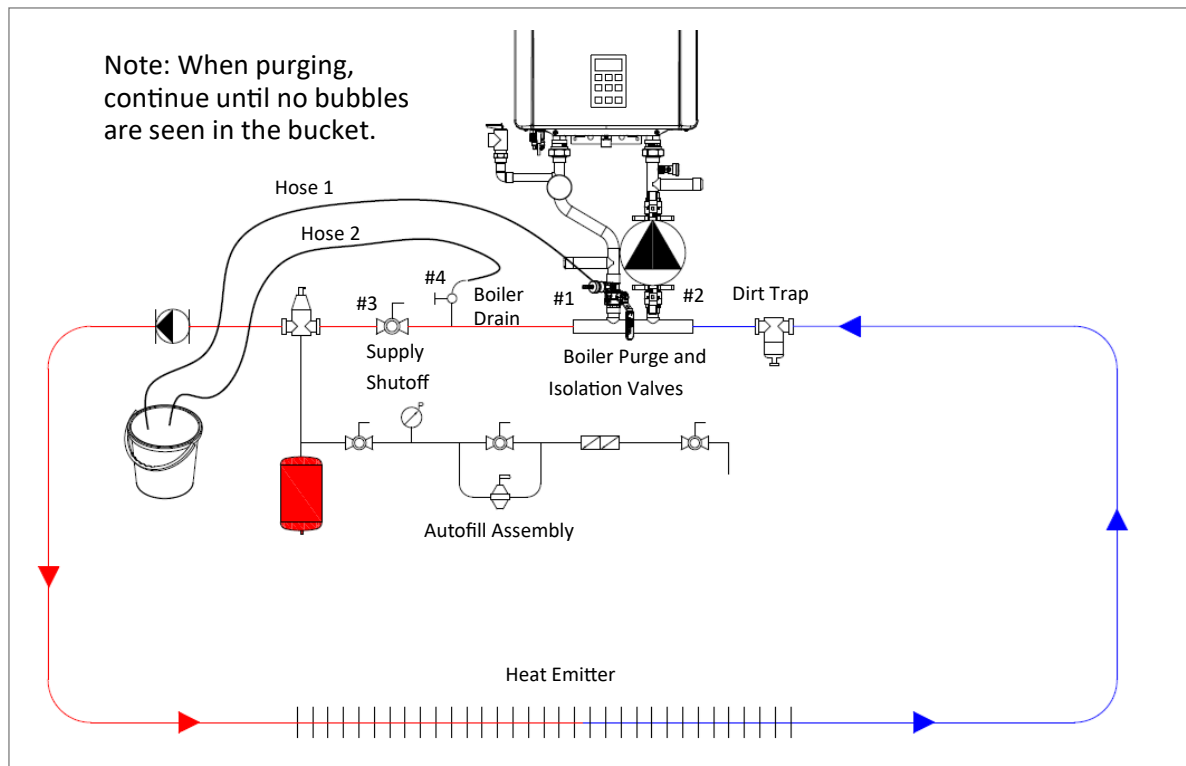 Note: When purging,
continue until no bubbles
are seen in the bucket.
Hose 1
Hose 2
#4
#3
Boiler
Drain
#1
#2
Dirt Trap
Supply
Shutoff
Boiler Purge and
Isolation Valves
P
Autofill Assembly
Heat Emitter